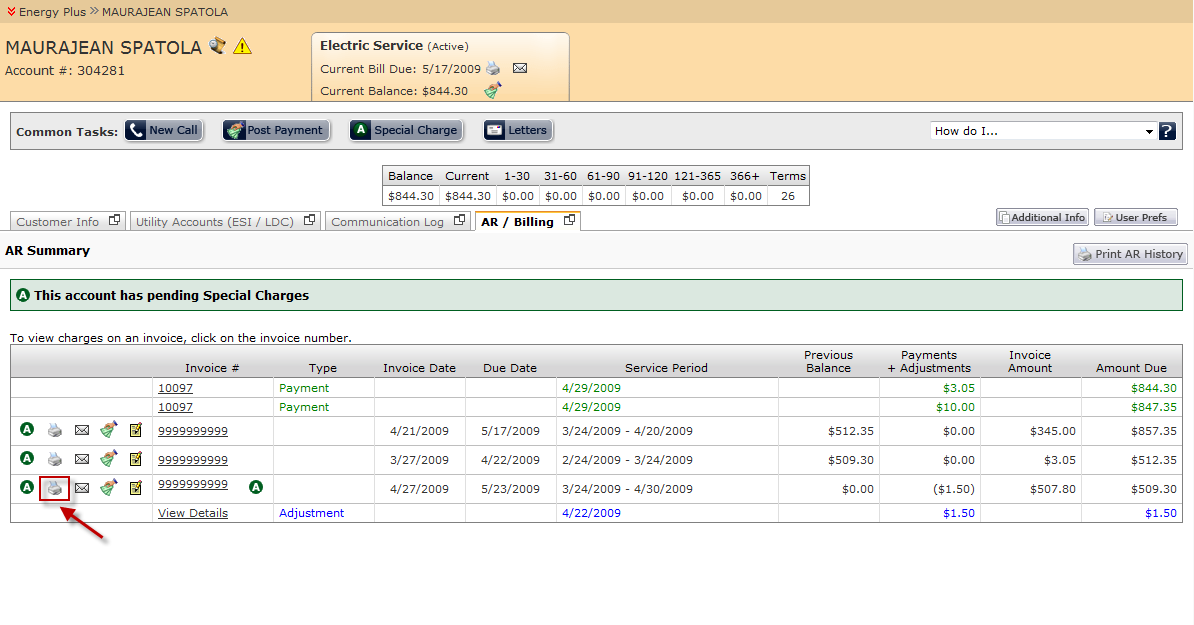 Energy Plus » MAURAJEAN SPATOLA
MAURAJEAN SPATOLA
Account #: 304281
Electric Service (Active)
Current Bill Due: 5/17/2009
Current Balance: $844.30
Common Tasks: New Call Post Payment A Special Charge Letters How do I... ?
Balance Current 1-30 31-60 61-90 91-120 121-365 366+ Terms
$844.30 $844.30 $0.00 $0.00 $0.00 $0.00 $0.00 $0.00 26
Customer Info Utility Accounts (ESI / LDC) Communication Log AR / Billing Additional Info User Prefs
AR Summary Print AR History
A This account has pending Special Charges
To view charges on an invoice, click on the invoice number.
Invoice # Type Invoice Date Due Date Service Period Previous Balance Payments + Adjustments Invoice Amount Amount Due
10097 Payment 4/29/2009 $3.05 $844.30
10097 Payment 4/29/2009 $10.00 $847.35
A 9999999999 4/21/2009 5/17/2009 3/24/2009 - 4/20/2009 $512.35 $0.00 $345.00 $857.35
A 9999999999 3/27/2009 4/22/2009 2/24/2009 - 3/24/2009 $509.30 $0.00 $3.05 $512.35
A 9999999999 A 4/27/2009 5/23/2009 3/24/2009 - 4/30/2009 $0.00 ($1.50) $507.80 $509.30
View Details Adjustment 4/22/2009 $1.50 $1.50